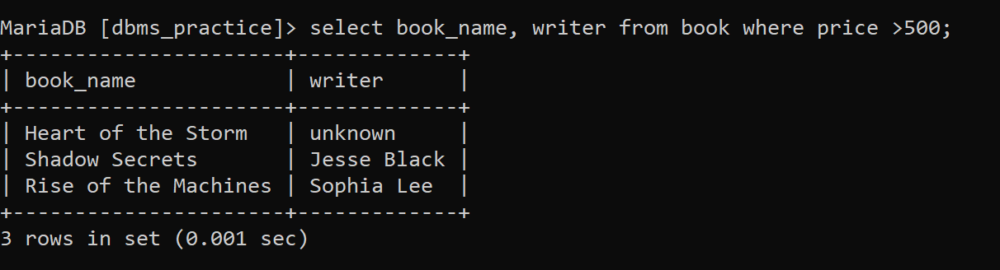 MariaDB [dbms_practice]> select book_name, writer from book where price >500;
+----------------------+-------------+
| book_name            | writer      |
+----------------------+-------------+
| Heart of the Storm   | unknown     |
| Shadow Secrets       | Jesse Black |
| Rise of the Machines | Sophia Lee  |
+----------------------+-------------+
3 rows in set (0.001 sec)